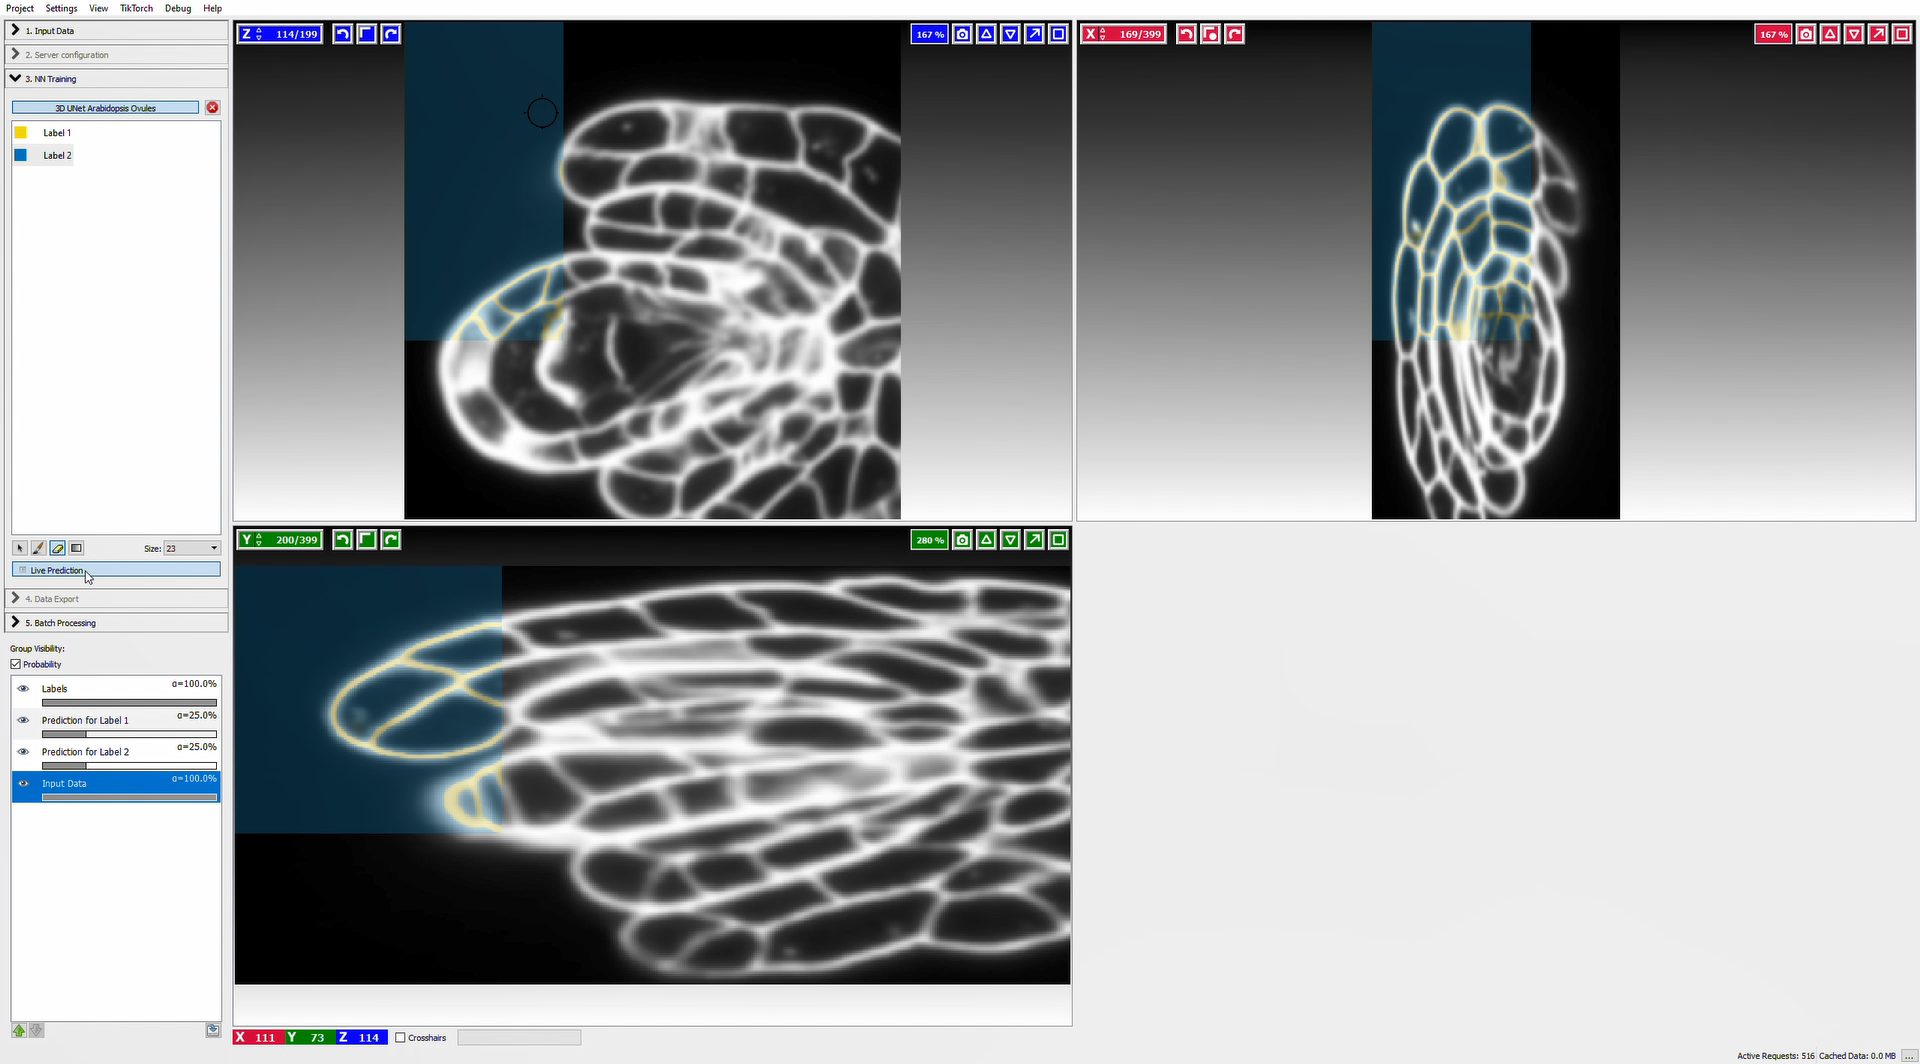 Project Settings View TikTorch Debug Help
1. Input Data
2. Server configuration
3. NN Training
3D UNet Arabidopsis Ovules
Label 1
Label 2
Size: 23
Live Prediction
4. Data Export
5. Batch Processing
Group Visibility:
Probability
Labels α=100.0%
Prediction for Label 1 α=25.0%
Prediction for Label 2 α=25.0%
Input Data α=100.0%
Z 114/199 167 %
X 169/399 167 %
Y 200/399 280 %
X 111 Y 73 Z 114 Crosshairs
Active Requests: 516 Cached Data: 0.0 MB ...